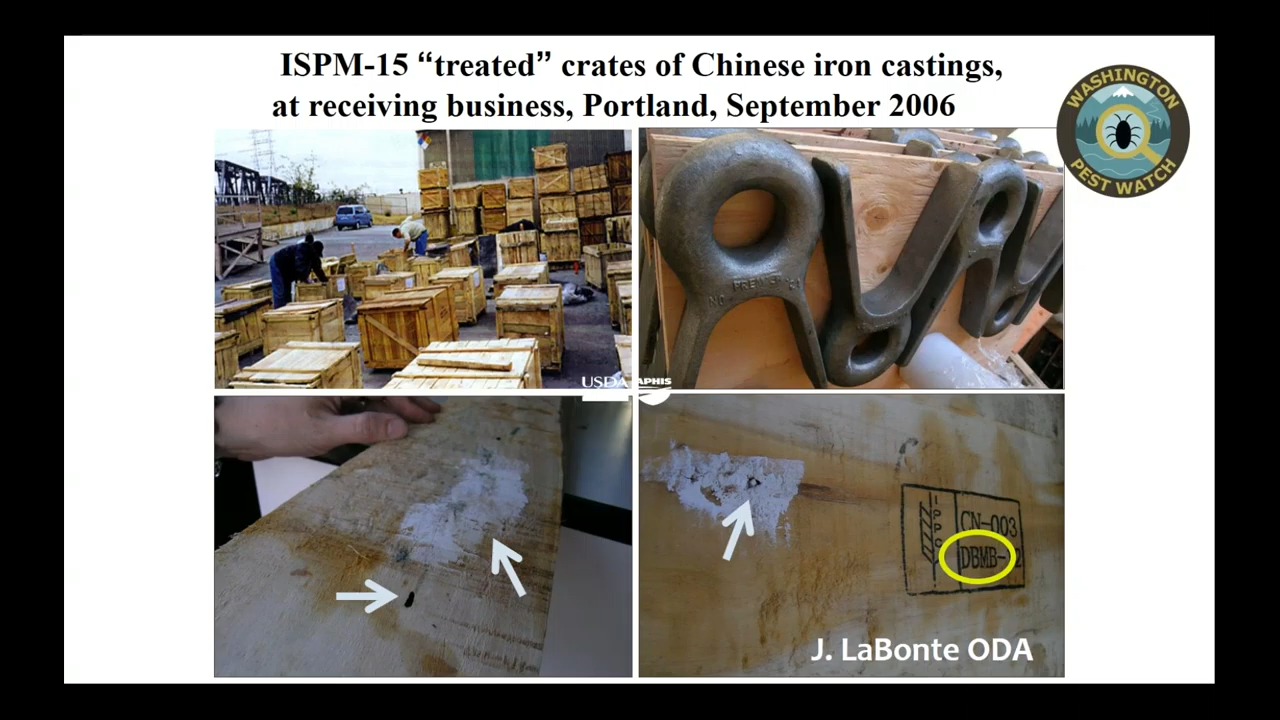 ISPM-15 “treated” crates of Chinese iron castings,
at receiving business, Portland, September 2006
WASHINGTON
PEST WATCH
USDA APHIS
IPPC
CN-003
DBMB-
J. LaBonte ODA